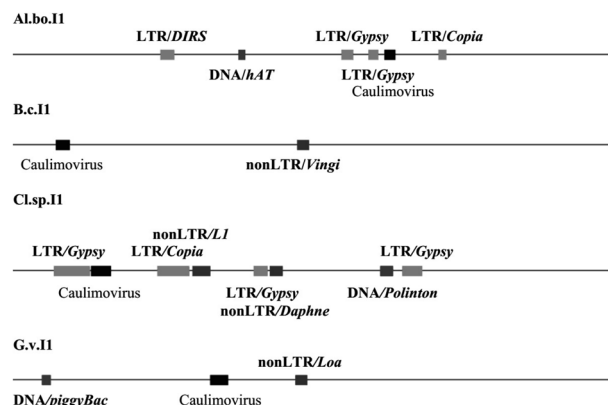 Al.bo.I1
LTR/DIRS LTR/Gypsy LTR/Copia
DNA/hAT LTR/Gypsy
Caulimovirus
B.c.I1
Caulimovirus nonLTR/Vingi
Cl.sp.I1
nonLTR/L1
LTR/Gypsy LTR/Copia LTR/Gypsy
Caulimovirus LTR/Gypsy DNA/Polinton
nonLTR/Daphne
G.v.I1
nonLTR/Loa
DNA/piggyBac Caulimovirus